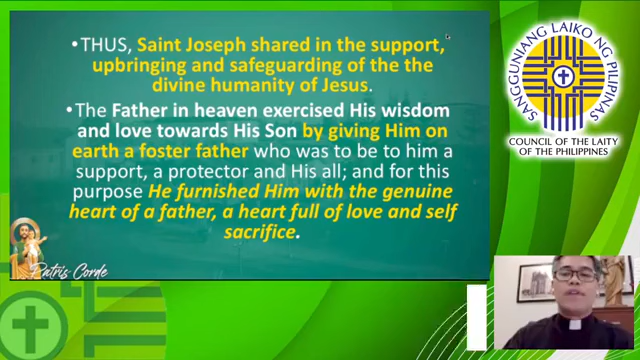 • THUS, Saint Joseph shared in the support,
upbringing and safeguarding of the the
divine humanity of Jesus.
• The Father in heaven exercised His wisdom
and love towards His Son by giving Him on
earth a foster father who was to be to him a
support, a protector and His all; and for this
purpose He furnished Him with the genuine
heart of a father, a heart full of love and self
sacrifice.
Patris Corde
SANGGUNIANG LAIKO NG PILIPINAS
COUNCIL OF THE LAITY
OF THE PHILIPPINES